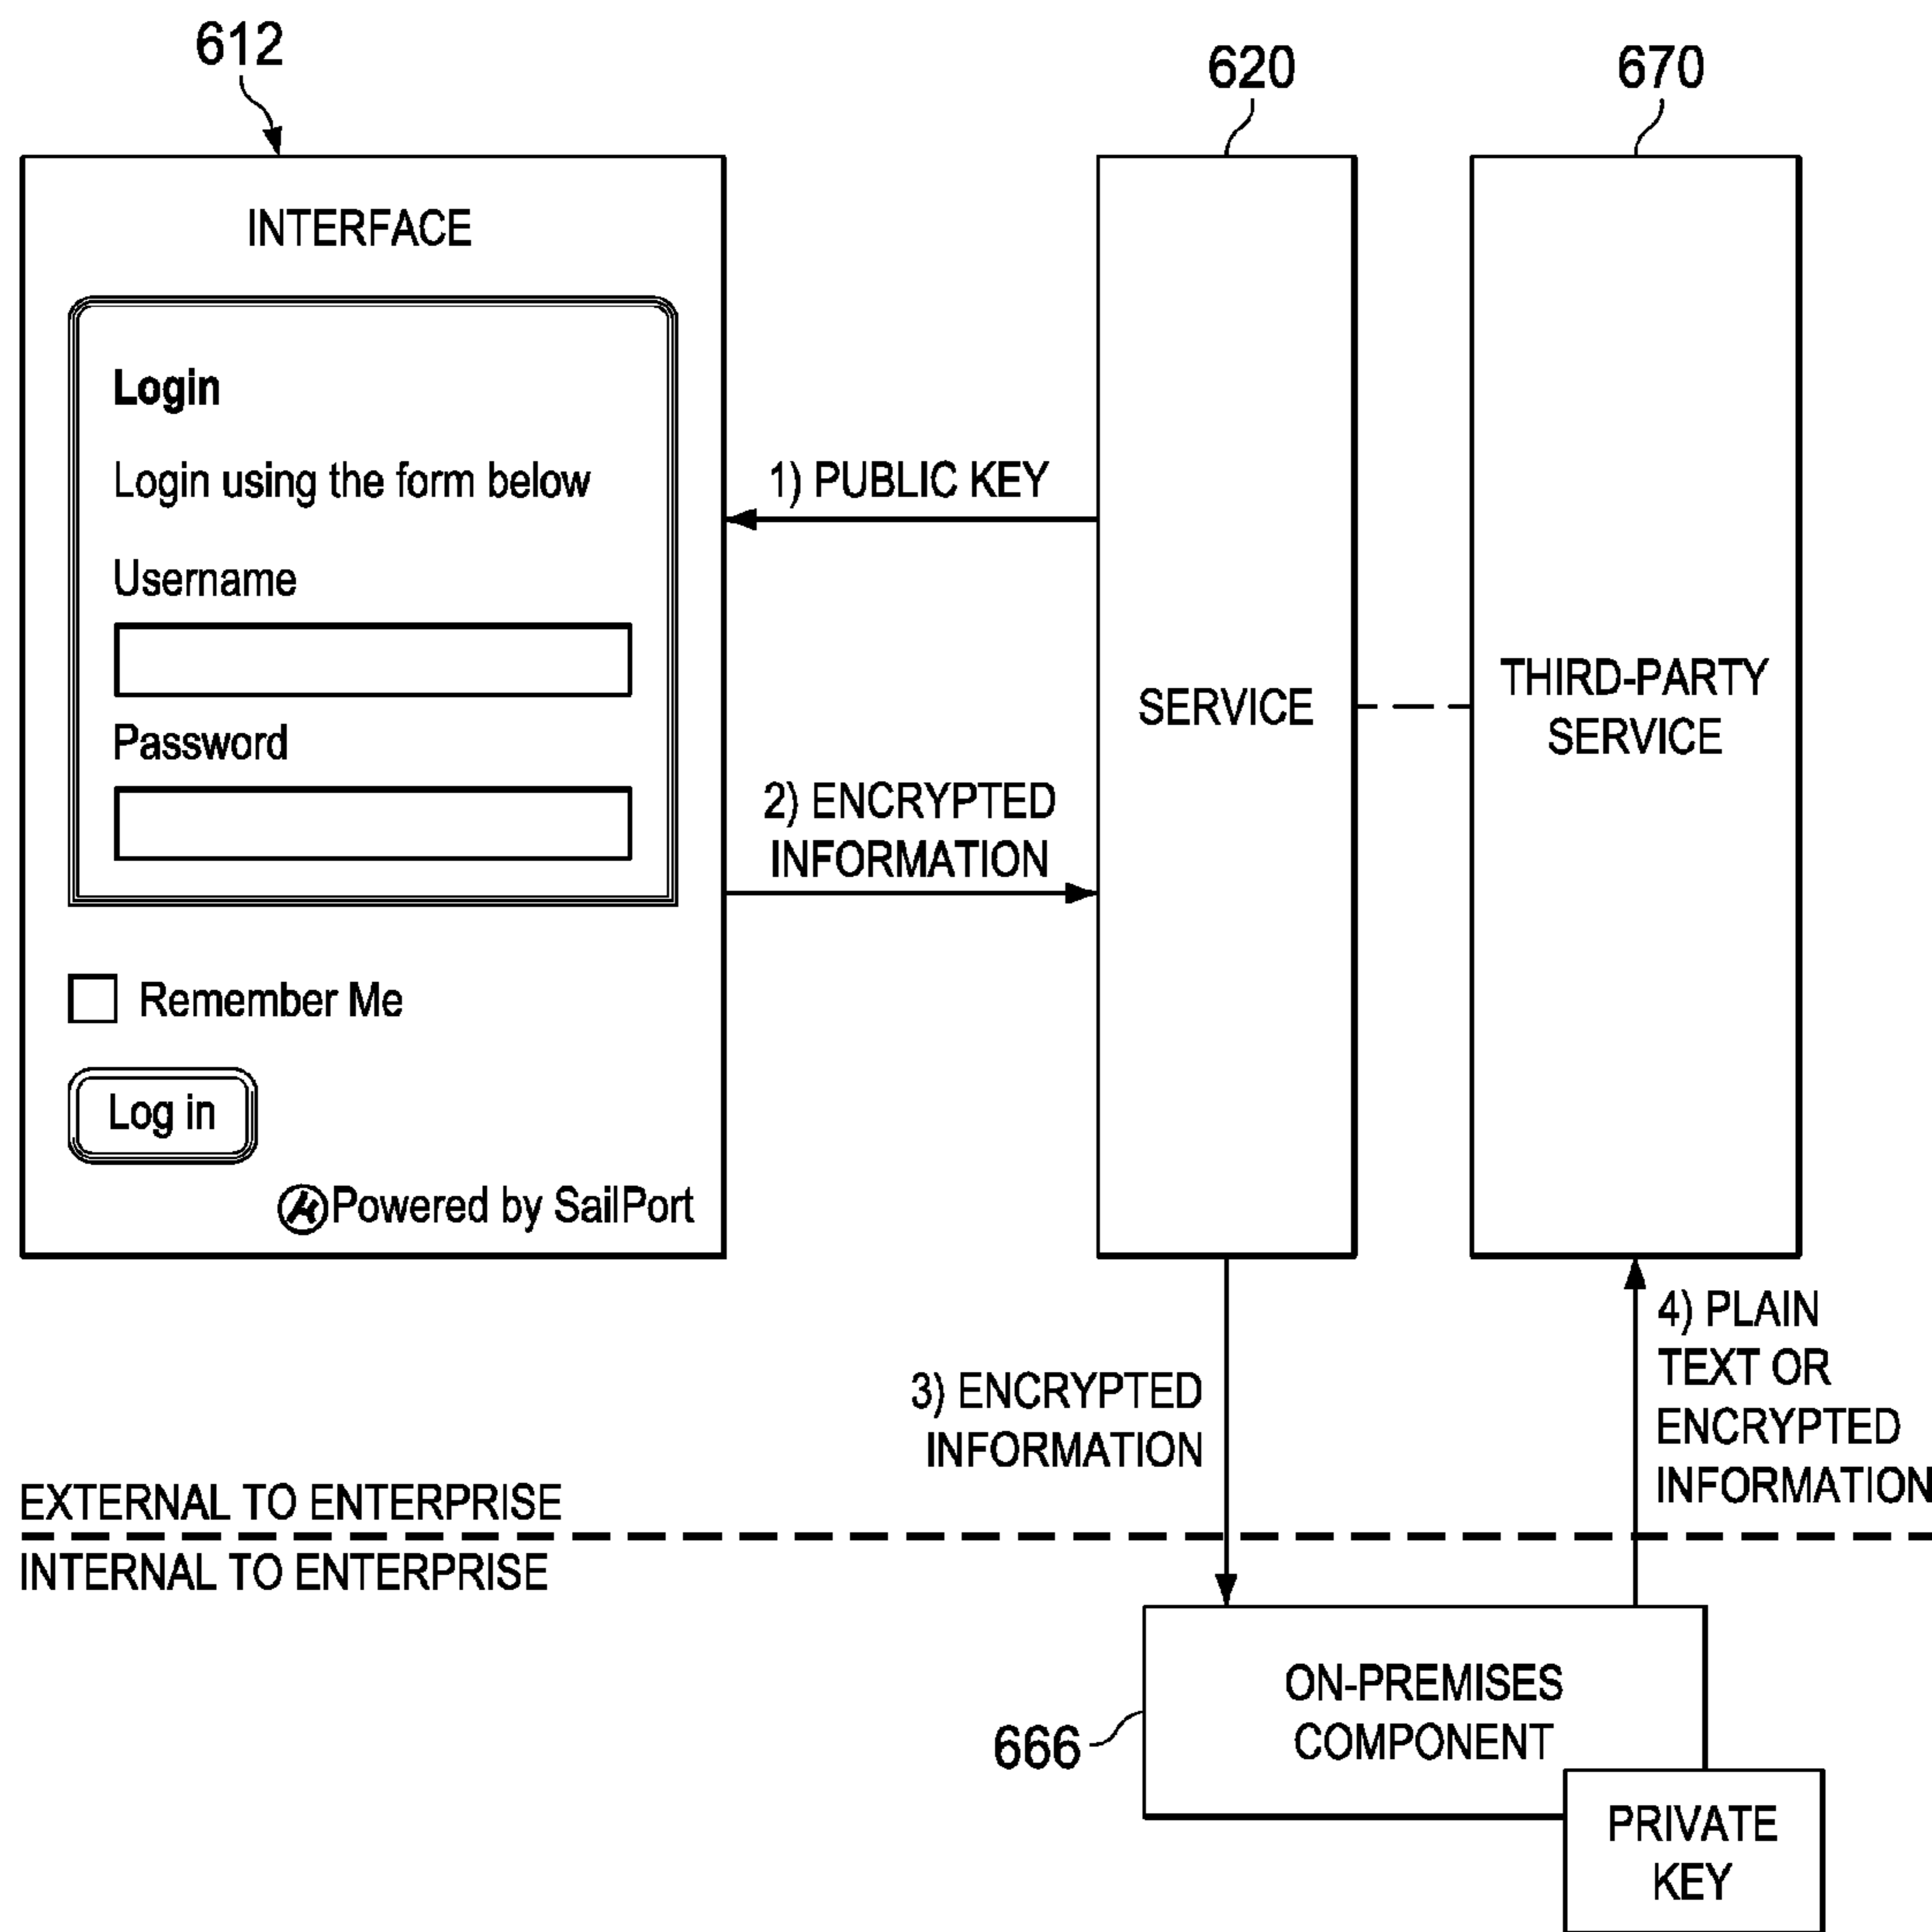 612
620
670
INTERFACE
Login
Login using the form below
Username
Password
Remember Me
Log in
Powered by SailPort
1) PUBLIC KEY
2) ENCRYPTED
INFORMATION
SERVICE
THIRD-PARTY
SERVICE
3) ENCRYPTED
INFORMATION
4) PLAIN
TEXT OR
ENCRYPTED
INFORMATION
EXTERNAL TO ENTERPRISE
INTERNAL TO ENTERPRISE
ON-PREMISES
COMPONENT
666
PRIVATE
KEY